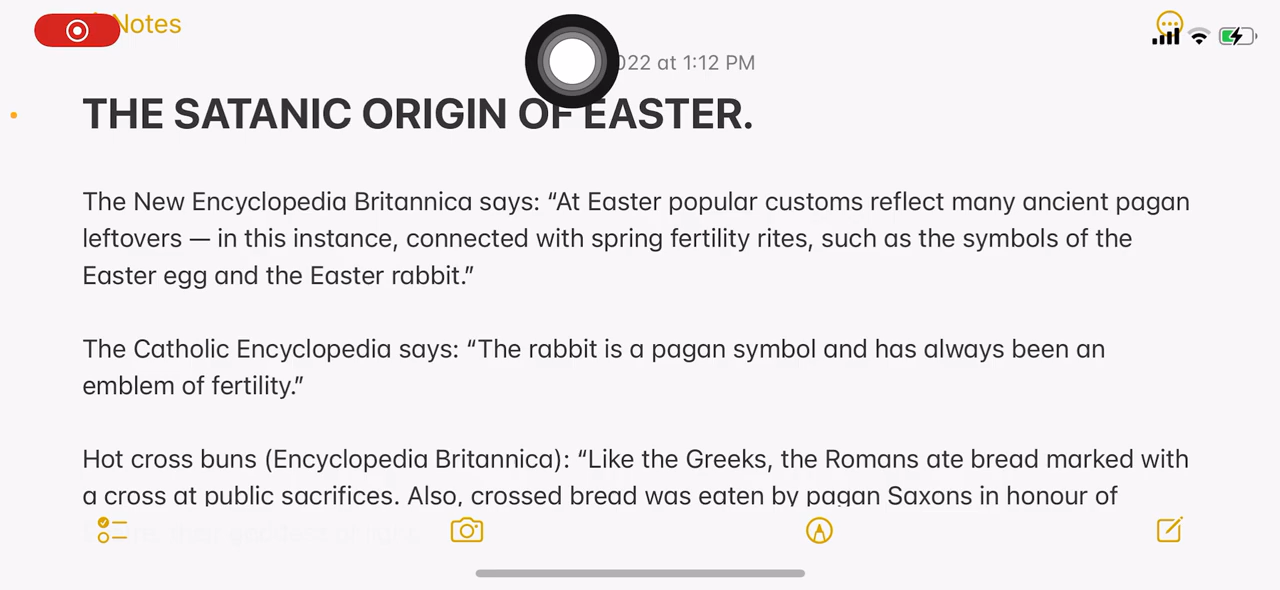 Notes
022 at 1:12 PM
THE SATANIC ORIGIN OF EASTER.
The New Encyclopedia Britannica says: “At Easter popular customs reflect many ancient pagan
leftovers — in this instance, connected with spring fertility rites, such as the symbols of the
Easter egg and the Easter rabbit.”
The Catholic Encyclopedia says: “The rabbit is a pagan symbol and has always been an
emblem of fertility.”
Hot cross buns (Encyclopedia Britannica): “Like the Greeks, the Romans ate bread marked with
a cross at public sacrifices. Also, crossed bread was eaten by pagan Saxons in honour of